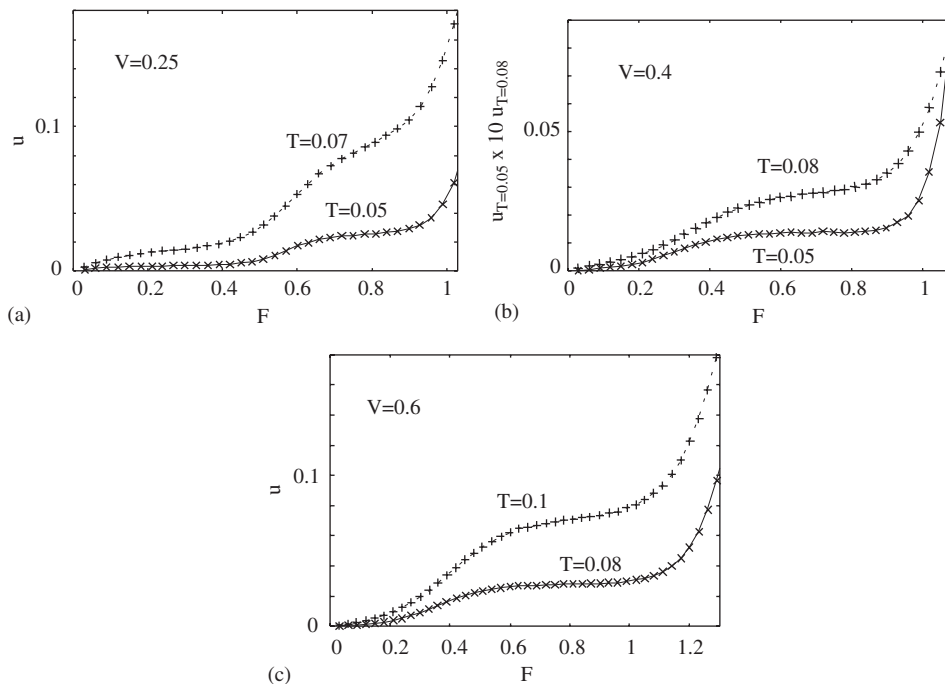 V=0.25
u
0.1
0
T=0.07
T=0.05
0 0.2 0.4 0.6 0.8 1
F
(a)
u_{T=0.05} x 10 u_{T=0.08}
V=0.4
0.05
0
T=0.08
T=0.05
0 0.2 0.4 0.6 0.8 1
F
(b)
V=0.6
u
0.1
0
T=0.1
T=0.08
0 0.2 0.4 0.6 0.8 1 1.2
F
(c)